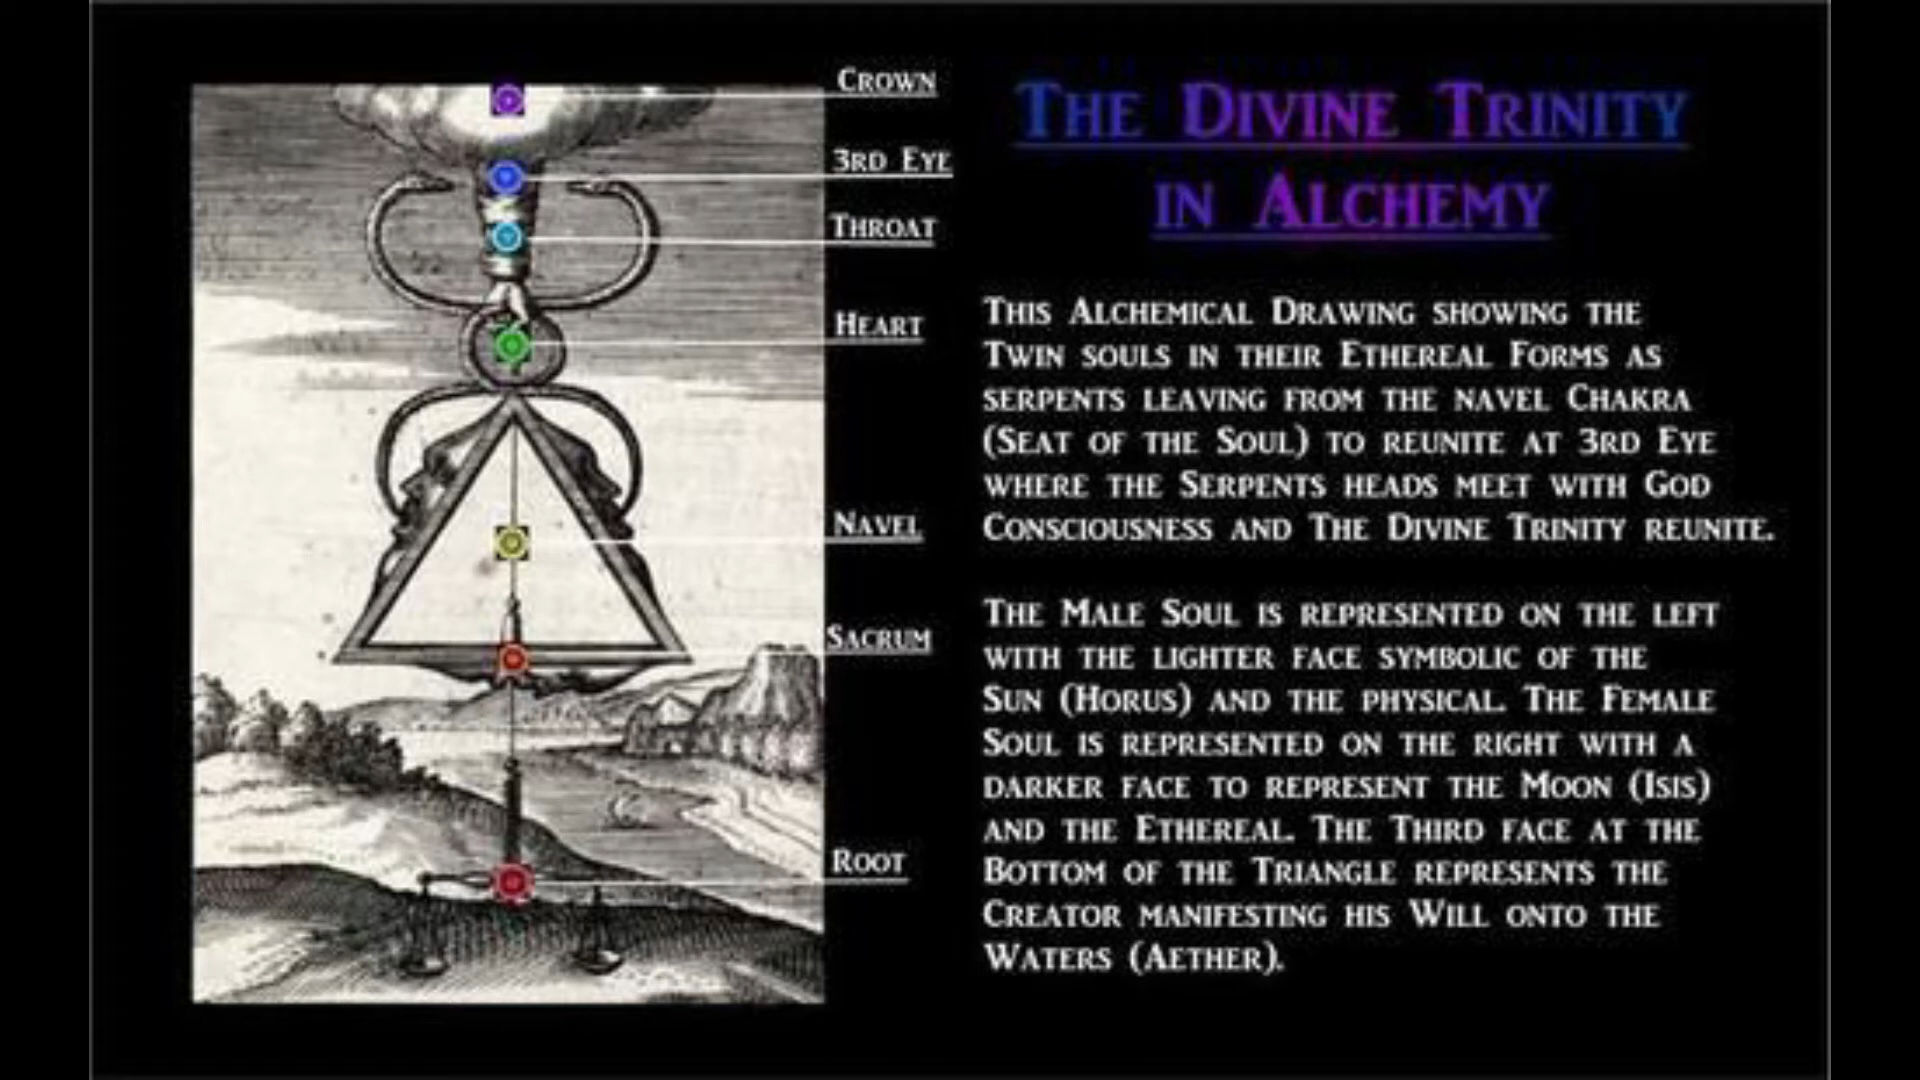 The Divine Trinity
in Alchemy
Crown
3rd Eye
Throat
Heart
Navel
Sacrum
Root
This Alchemical Drawing showing the
Twin souls in their Ethereal Forms as
serpents leaving from the navel Chakra
(Seat of the Soul) to reunite at 3rd Eye
where the Serpents heads meet with God
Consciousness and The Divine Trinity reunite.
The Male Soul is represented on the left
with the lighter face symbolic of the
Sun (Horus) and the physical. The Female
Soul is represented on the right with a
darker face to represent the Moon (Isis)
and the Ethereal. The Third face at the
Bottom of the Triangle represents the
Creator manifesting his Will onto the
Waters (Aether).